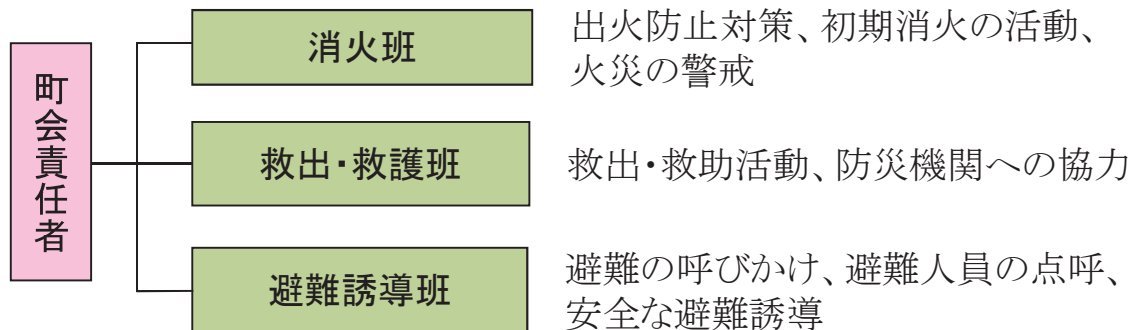 町会責任者
消火班
出火防止対策、初期消火の活動、
火災の警戒
救出・救護班
救出・救助活動、防災機関への協力
避難誘導班
避難の呼びかけ、避難人員の点呼、
安全な避難誘導